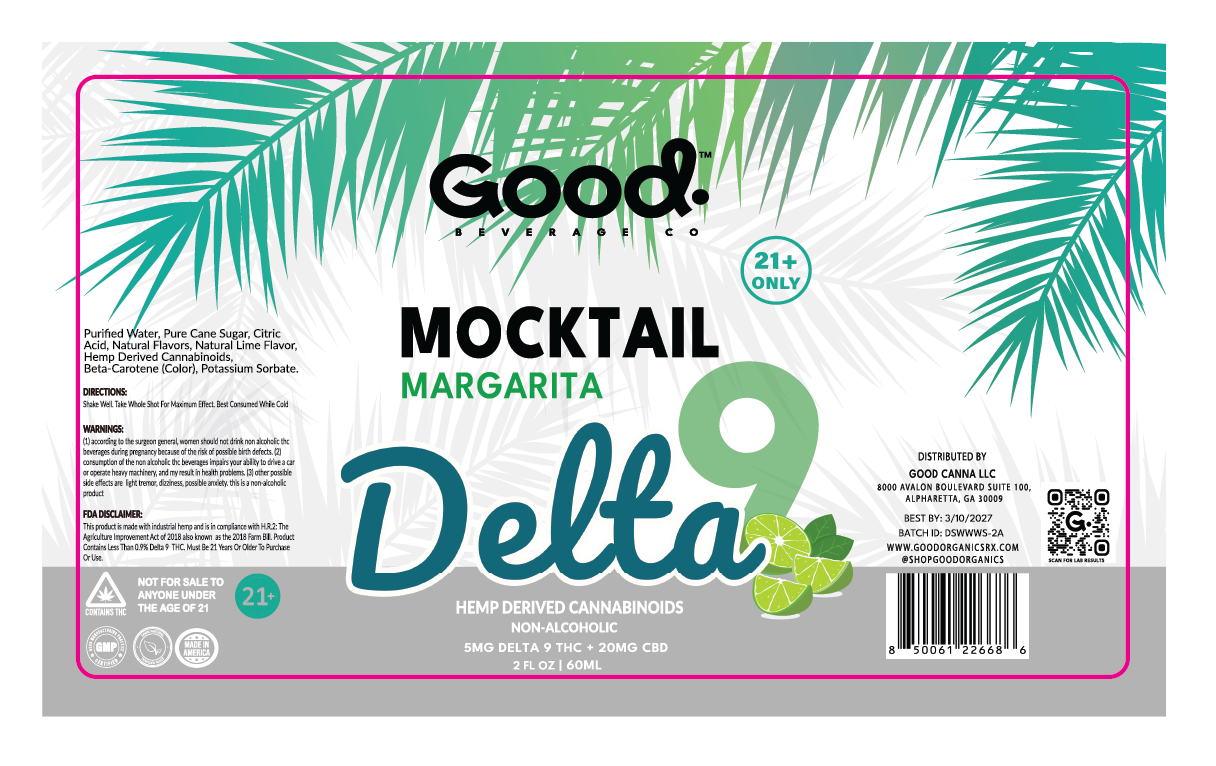 Good.™
BEVERAGE CO
21+
ONLY
MOCKTAIL
MARGARITA
Delta 9
HEMP DERIVED CANNABINOIDS
NON-ALCOHOLIC
5MG DELTA 9 THC + 20MG CBD
2 FL OZ | 60ML
Purified Water, Pure Cane Sugar, Citric
Acid, Natural Flavors, Natural Lime Flavor,
Hemp Derived Cannabinoids,
Beta-Carotene (Color), Potassium Sorbate.
DIRECTIONS:
Shake Well. Take Whole Shot For Maximum Effect. Best Consumed While Cold
WARNINGS:
(1) according to the surgeon general, women should not drink non alcoholic thc
beverages during pregnancy because of the risk of possible birth defects. (2)
consumption of the non alcoholic thc beverages impairs your ability to drive a car
or operate heavy machinery, and my result in health problems. (3) other possible
side effects are light tremor, dizziness, possible anxiety. this is a non-alcoholic
product
FDA DISCLAIMER:
This product is made with industrial hemp and is in compliance with H.R.2: The
Agriculture Improvement Act of 2018 also known as the 2018 Farm Bill. Product
Contains Less Than 0.9% Delta 9 THC. Must Be 21 Years Or Older To Purchase
Or Use.
CONTAINS THC
NOT FOR SALE TO
ANYONE UNDER
THE AGE OF 21
21+
GMP
CERTIFIED
MADE IN
AMERICA
DISTRIBUTED BY
GOOD CANNA LLC
8000 AVALON BOULEVARD SUITE 100,
ALPHARETTA, GA 30009
BEST BY: 3/10/2027
BATCH ID: DSWWWS-2A
WWW.GOODORGANICSRX.COM
@SHOPGOODORGANICS
G.
SCAN FOR LAB RESULTS
8 50061 22668 6